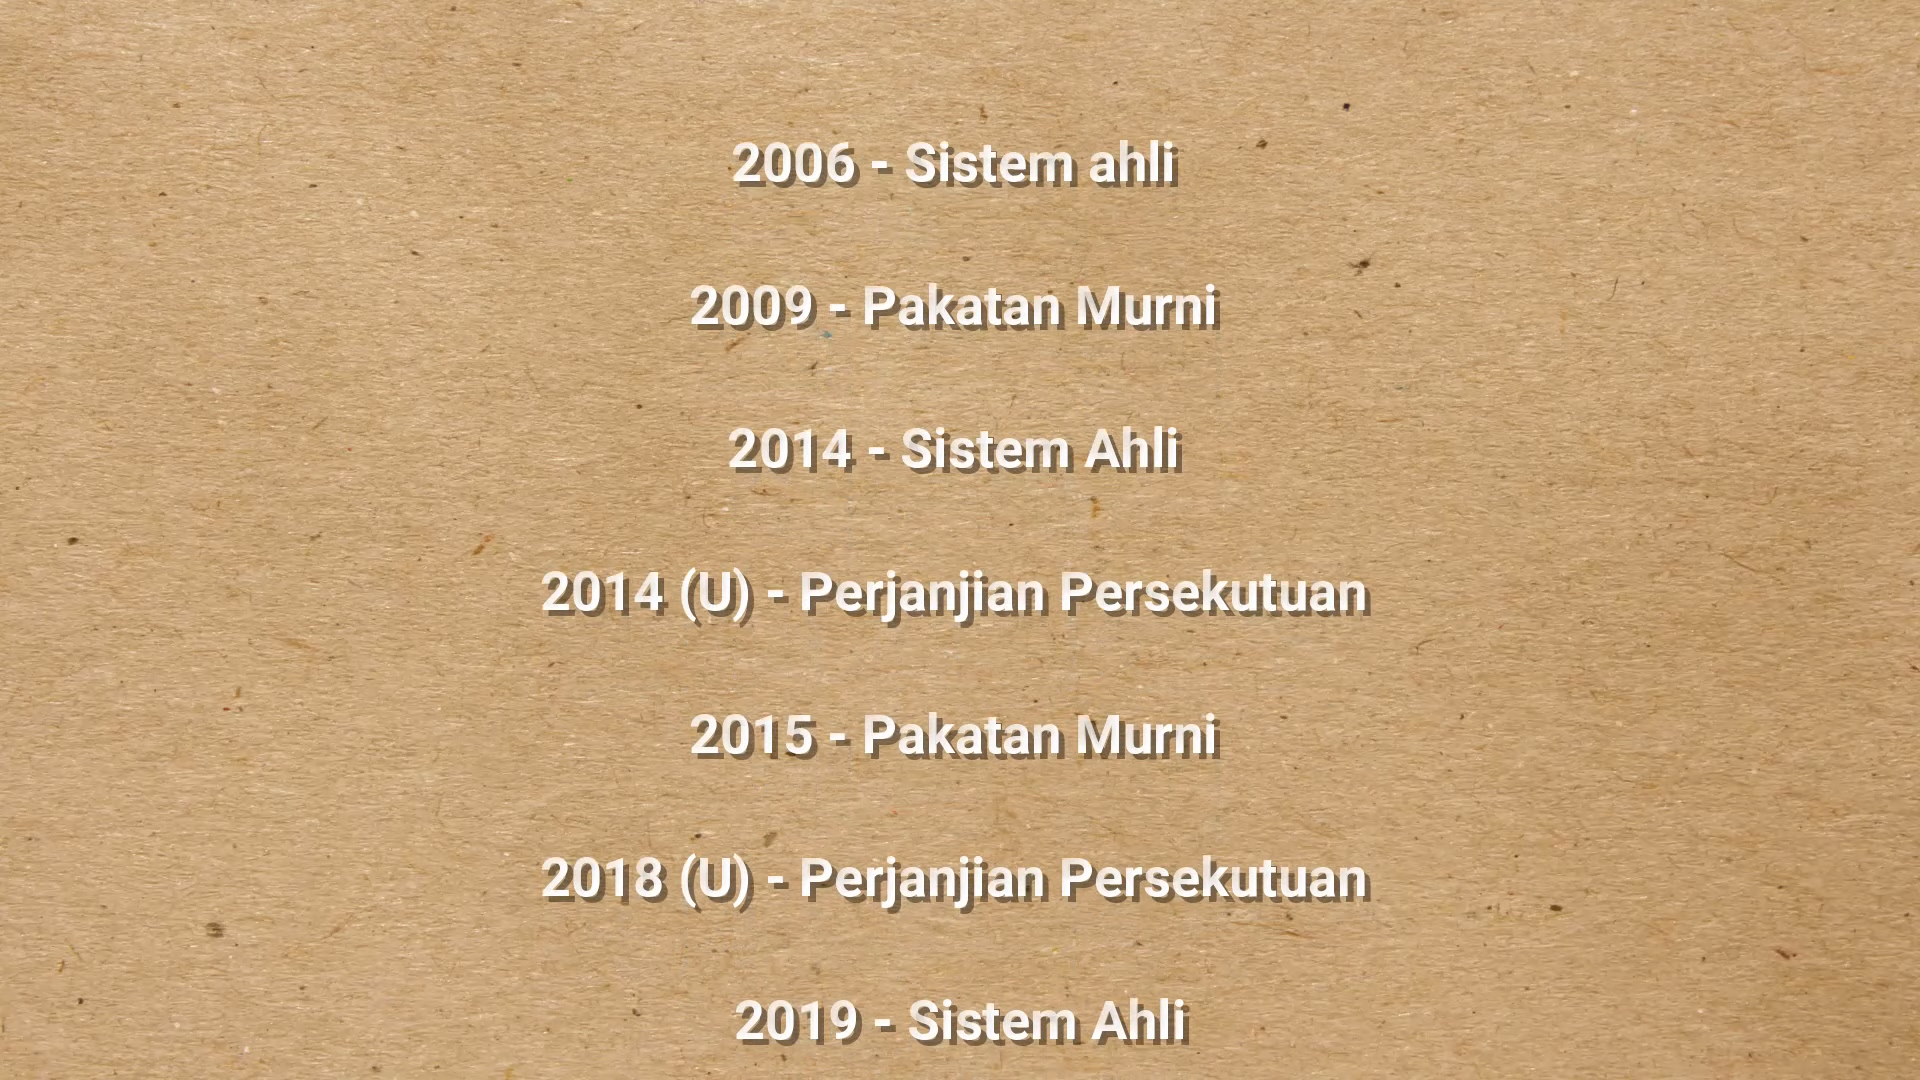 2006 - Sistem ahli
2009 - Pakatan Murni
2014 - Sistem Ahli
2014 (U) - Perjanjian Persekutuan
2015 - Pakatan Murni
2018 (U) - Perjanjian Persekutuan
2019 - Sistem Ahli